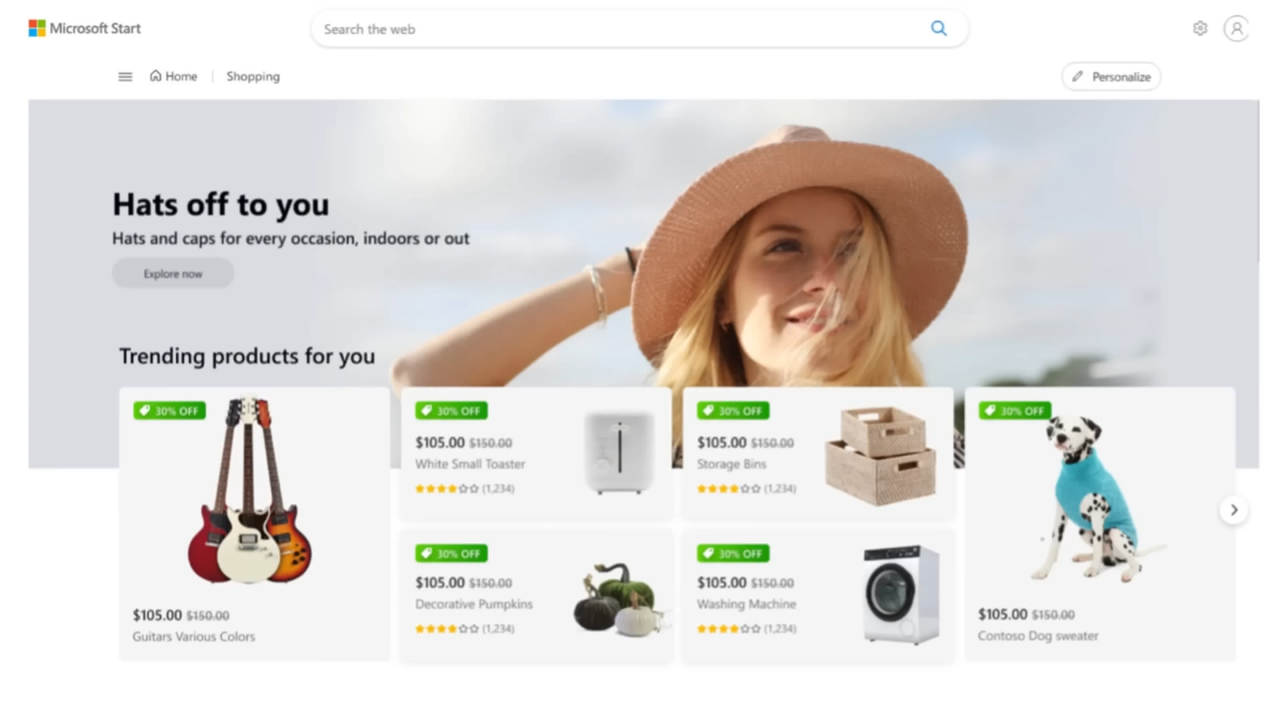 Microsoft Start
Search the web
Home
Shopping
Personalize
Hats off to you
Hats and caps for every occasion, indoors or out
Explore now
Trending products for you
30% OFF
$105.00 $150.00
Guitars Various Colors
30% OFF
$105.00 $150.00
White Small Toaster
(1,234)
30% OFF
$105.00 $150.00
Storage Bins
(1,234)
30% OFF
$105.00 $150.00
Decorative Pumpkins
(1,234)
30% OFF
$105.00 $150.00
Washing Machine
(1,234)
30% OFF
$105.00 $150.00
Contoso Dog sweater